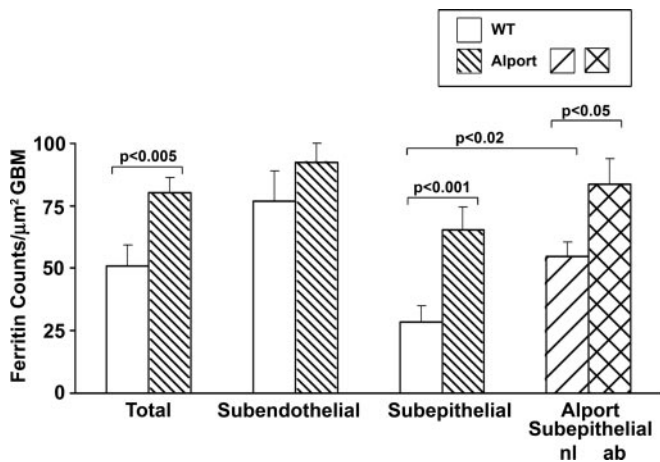 WT
Alport
Ferritin Counts/μm² GBM
100
75
50
25
0
p<0.005
p<0.02
p<0.001
p<0.05
Total
Subendothelial
Subepithelial
Alport
Subepithelial
nl ab